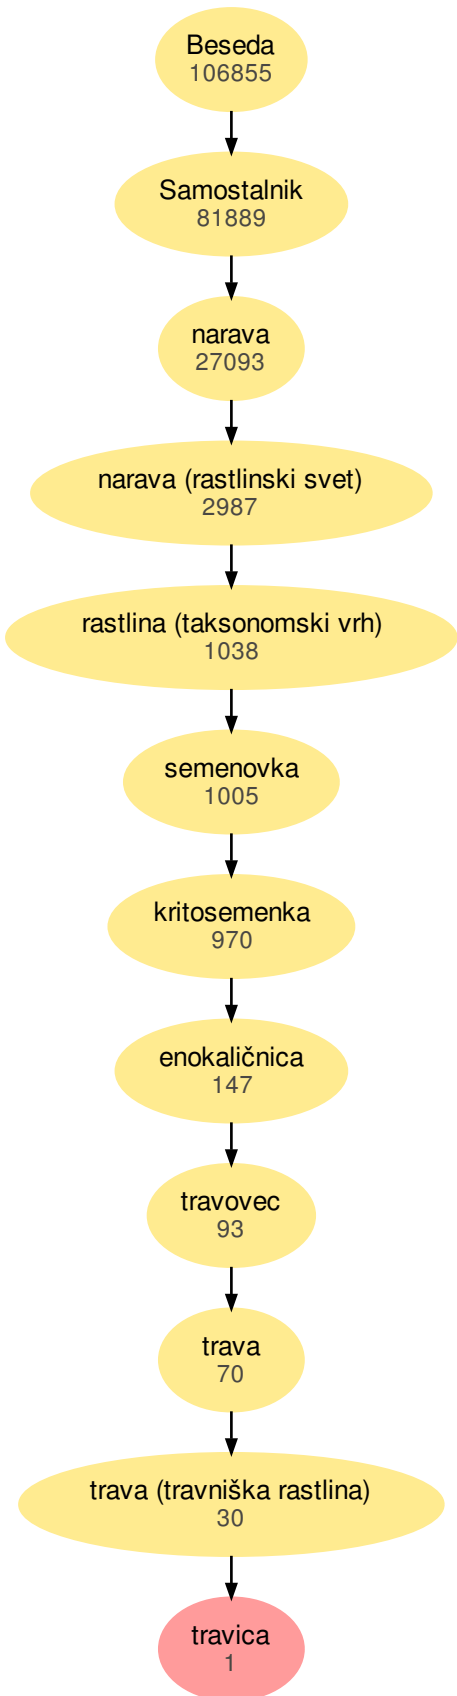 Beseda
106855
Samostalnik
81889
narava
27093
narava (rastlinski svet)
2987
rastlina (taksonomski vrh)
1038
semenovka
1005
kritosemenka
970
enokaličnica
147
travovec
93
trava
70
trava (travniška rastlina)
30
travica
1